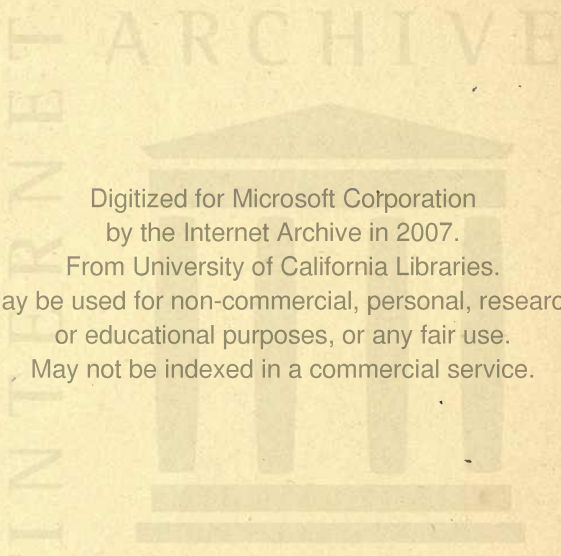 ARCHIVE
INTERNET
Digitized for Microsoft Corporation
by the Internet Archive in 2007.
From University of California Libraries.
ay be used for non-commercial, personal, researc
or educational purposes, or any fair use.
May not be indexed in a commercial service.